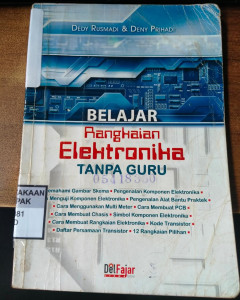 DEDY RUSMADI & DENY PRIHADI
BELAJAR
Rangkaian
Elektronika
TANPA GURU
Memahami Gambar Skema • Pengenalan Komponen Elektronika •
Menguji Komponen Elektronika • Pengenalan Alat Bantu Praktek
• Cara Menggunakan Multi Meter • Cara Membuat PCB
• Cara Membuat Chasis • Simbol Komponen Elektronika
• Cara Membuat Rangkaian Elektronika • Kode Transistor
• Daftar Persamaan Transistor • 12 Rangkaian Pilihan •
AKAAN
PAK
Del Fajar